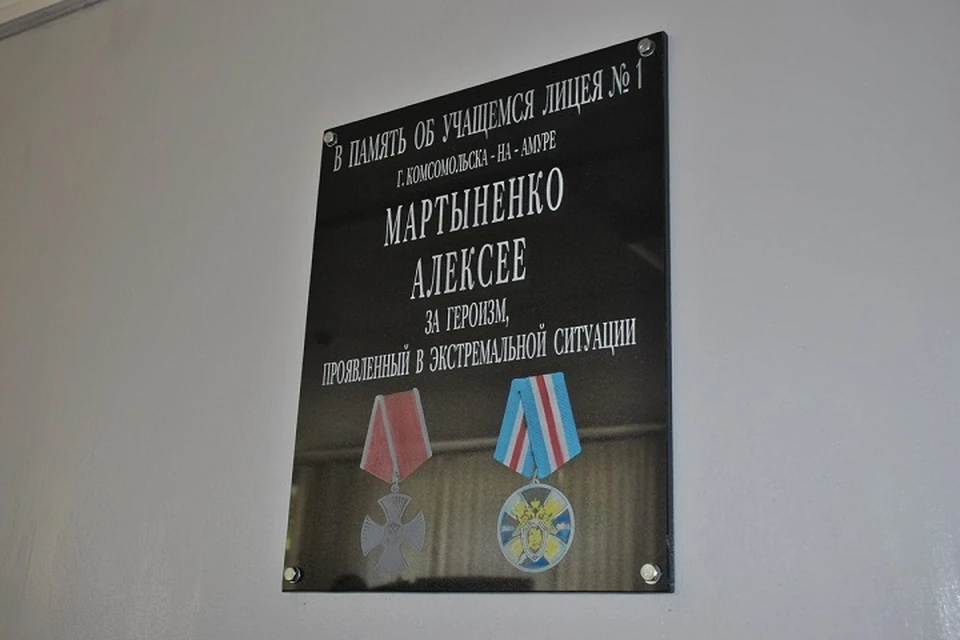 В ПАМЯТЬ ОБ УЧАЩЕМСЯ ЛИЦЕЯ № 1
Г. КОМСОМОЛЬСКА - НА - АМУРЕ
МАРТЫНЕНКО
АЛЕКСЕЕ
ЗА ГЕРОИЗМ,
ПРОЯВЛЕННЫЙ В ЭКСТРЕМАЛЬНОЙ СИТУАЦИИ